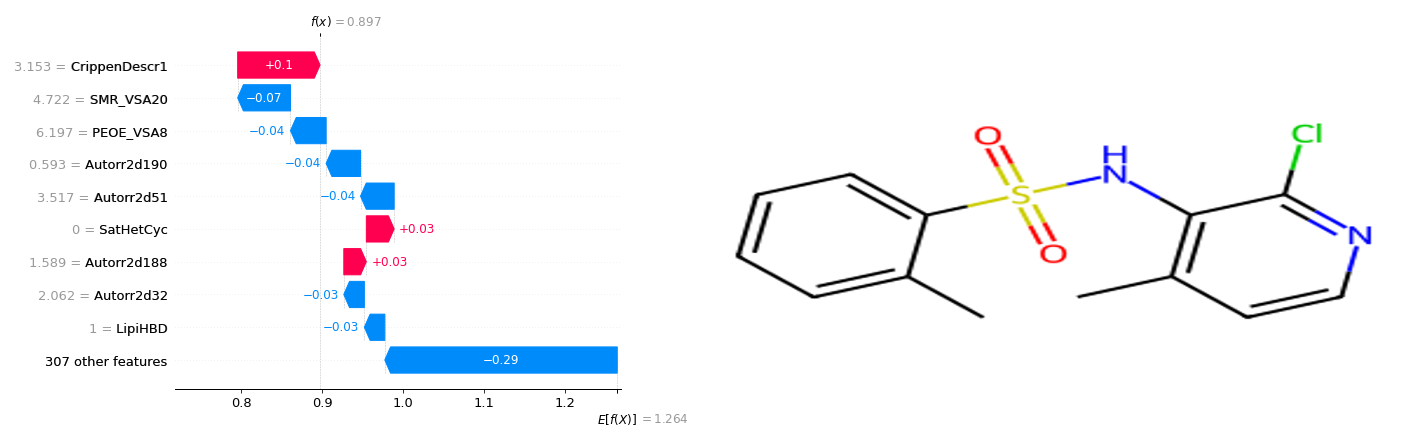 f(x) = 0.897
3.153 = CrippenDescr1
+0.1
4.722 = SMR_VSA20
−0.07
6.197 = PEOE_VSA8
−0.04
0.593 = Autorr2d190
−0.04
3.517 = Autorr2d51
−0.04
0 = SatHetCyc
+0.03
1.589 = Autorr2d188
+0.03
2.062 = Autorr2d32
−0.03
1 = LipiHBD
−0.03
307 other features
−0.29
0.8 0.9 1.0 1.1 1.2
E[f(X)] = 1.264
O
S
O
H
N
Cl
N